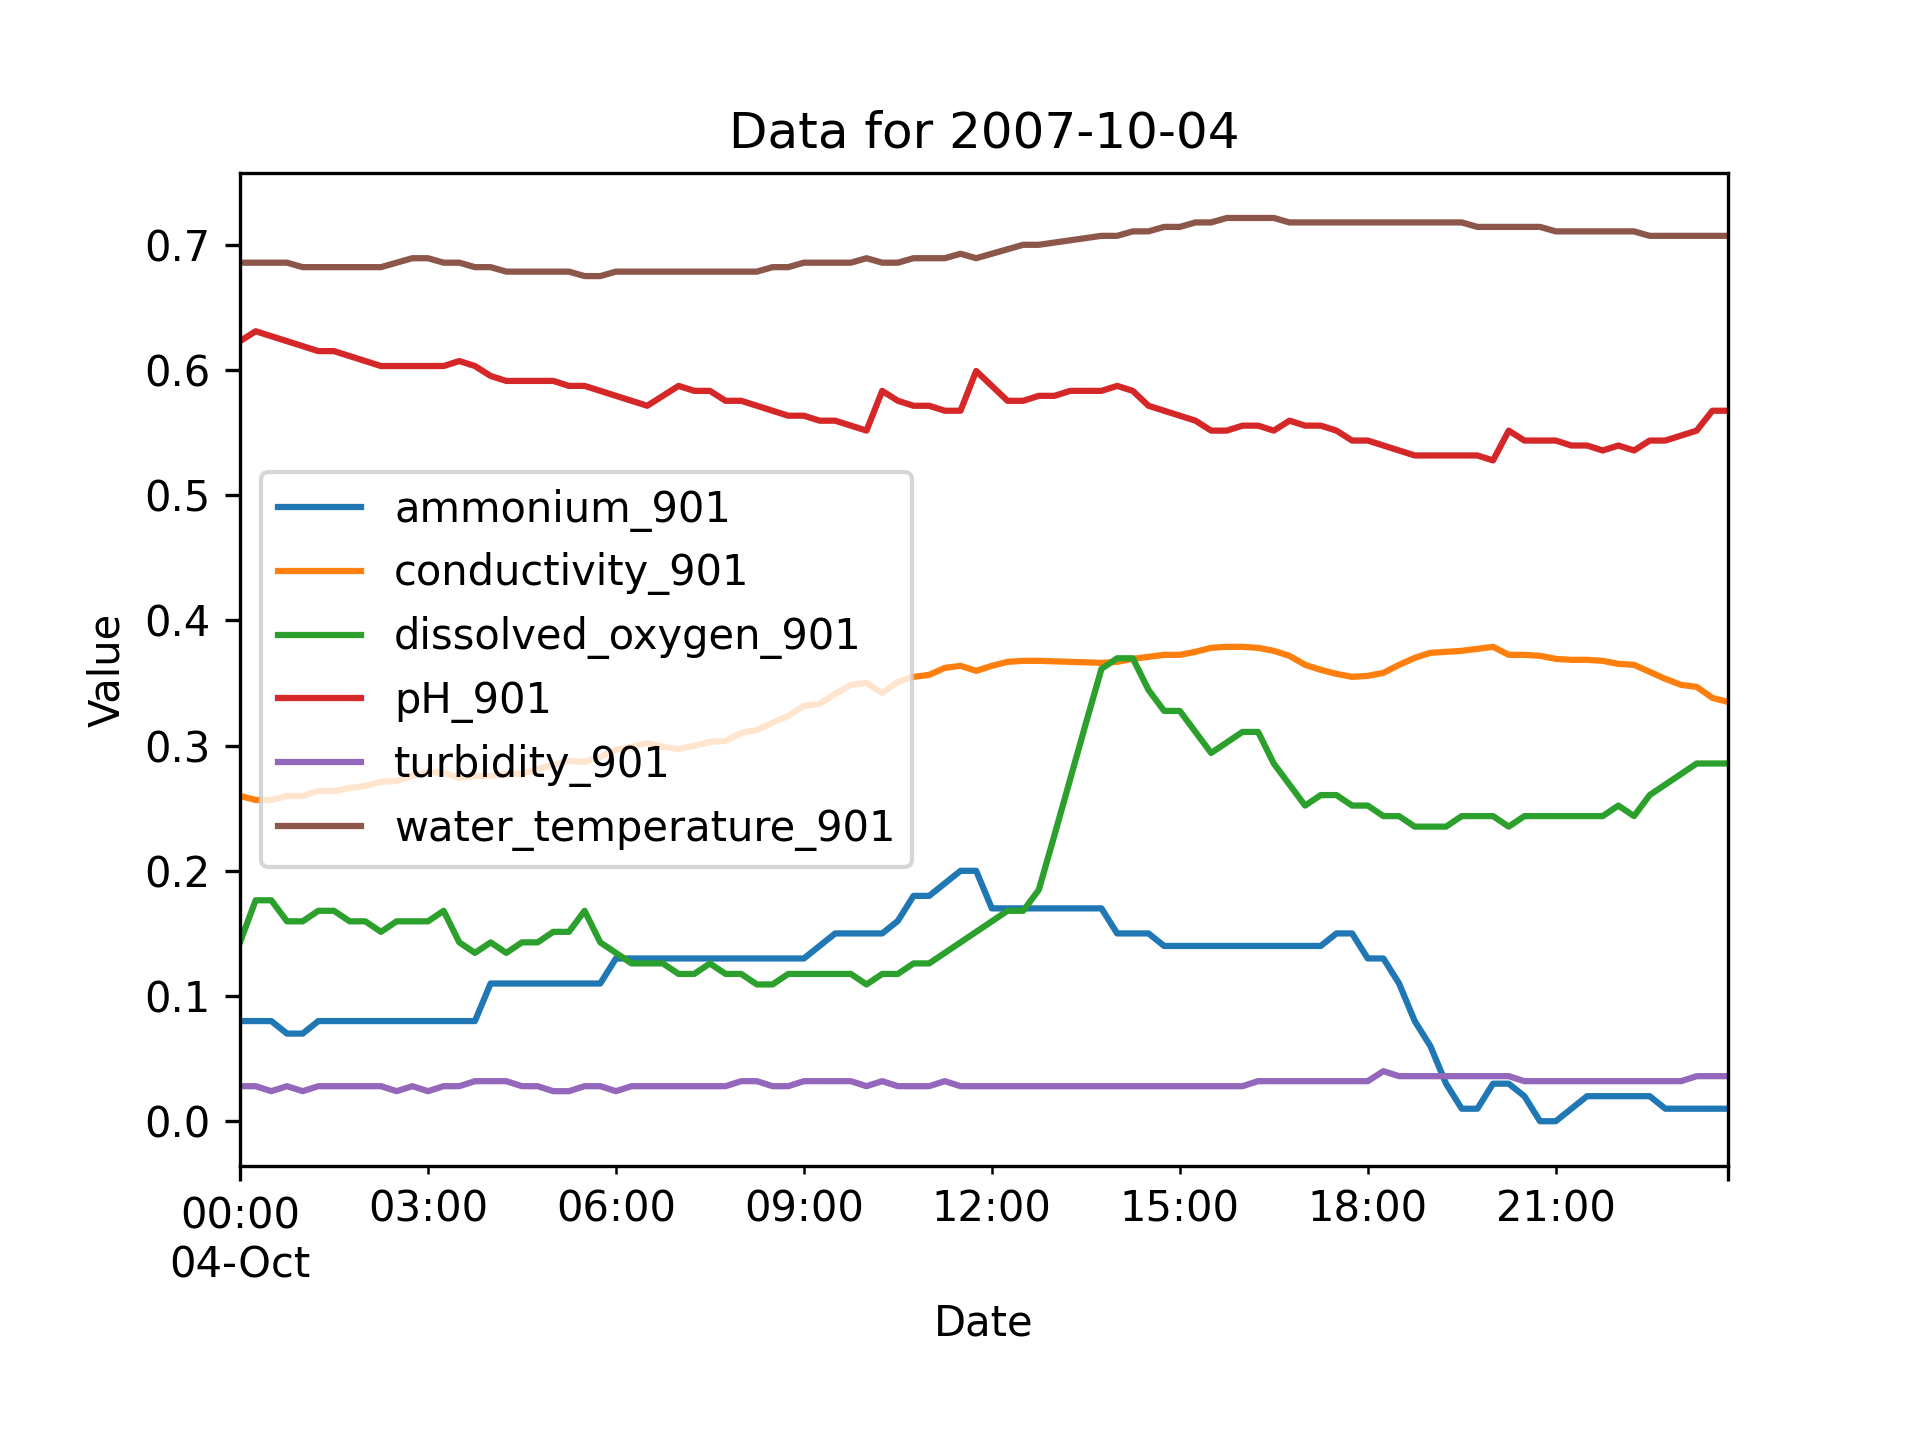 Data for 2007-10-04
Value
0.7
0.6
0.5
0.4
0.3
0.2
0.1
0.0
ammonium_901
conductivity_901
dissolved_oxygen_901
pH_901
turbidity_901
water_temperature_901
00:00 03:00 06:00 09:00 12:00 15:00 18:00 21:00
04-Oct
Date